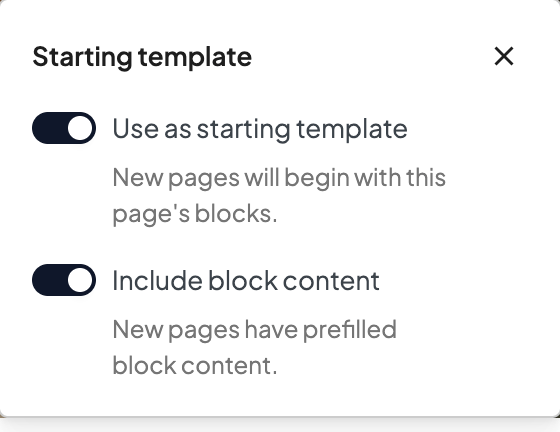 Starting template
Use as starting template
New pages will begin with this
page's blocks.
Include block content
New pages have prefilled
block content.